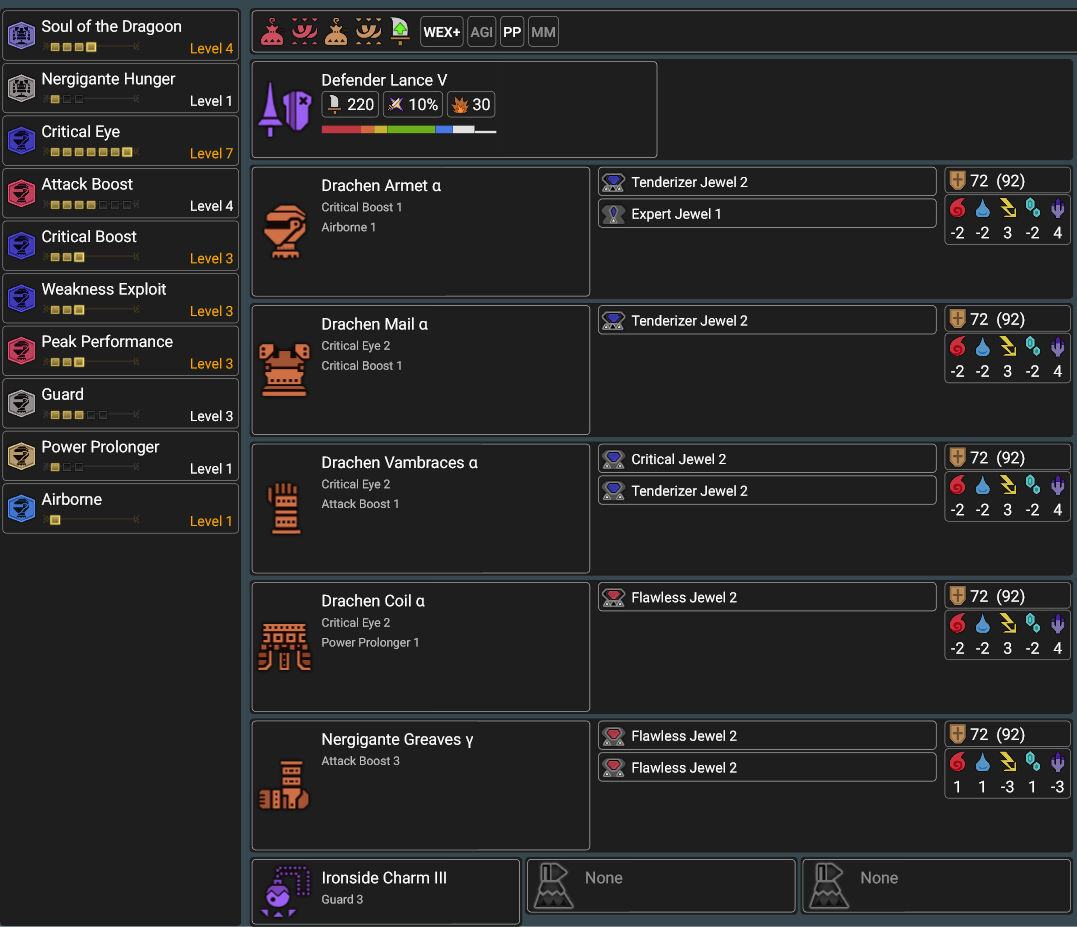 Soul of the Dragoon
Level 4
Nergigante Hunger
Level 1
Critical Eye
Level 7
Attack Boost
Level 4
Critical Boost
Level 3
Weakness Exploit
Level 3
Peak Performance
Level 3
Guard
Level 3
Power Prolonger
Level 1
Airborne
Level 1
WEX+ AGI PP MM
Defender Lance V
220 10% 30
Drachen Armet α
Critical Boost 1
Airborne 1
Tenderizer Jewel 2
Expert Jewel 1
72 (92)
-2 -2 3 -2 4
Drachen Mail α
Critical Eye 2
Critical Boost 1
Tenderizer Jewel 2
72 (92)
-2 -2 3 -2 4
Drachen Vambraces α
Critical Eye 2
Attack Boost 1
Critical Jewel 2
Tenderizer Jewel 2
72 (92)
-2 -2 3 -2 4
Drachen Coil α
Critical Eye 2
Power Prolonger 1
Flawless Jewel 2
72 (92)
-2 -2 3 -2 4
Nergigante Greaves γ
Attack Boost 3
Flawless Jewel 2
Flawless Jewel 2
72 (92)
1 1 -3 1 -3
Ironside Charm III
Guard 3
None
None